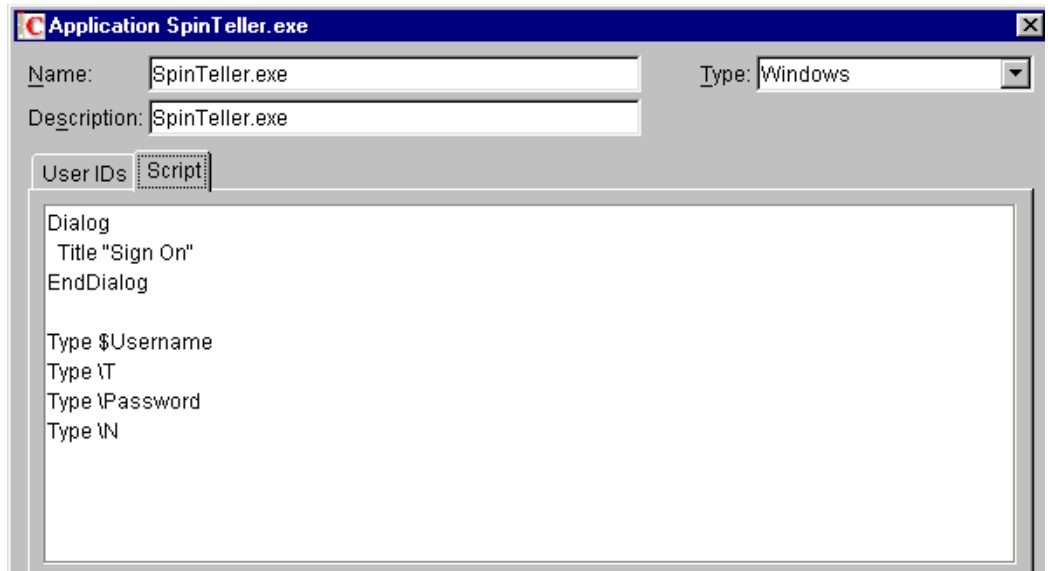 Application SpinTeller.exe
Name: SpinTeller.exe Type: Windows
Description: SpinTeller.exe
User IDs Script
Dialog
Title "Sign On"
EndDialog
Type $Username
Type \T
Type \Password
Type \N